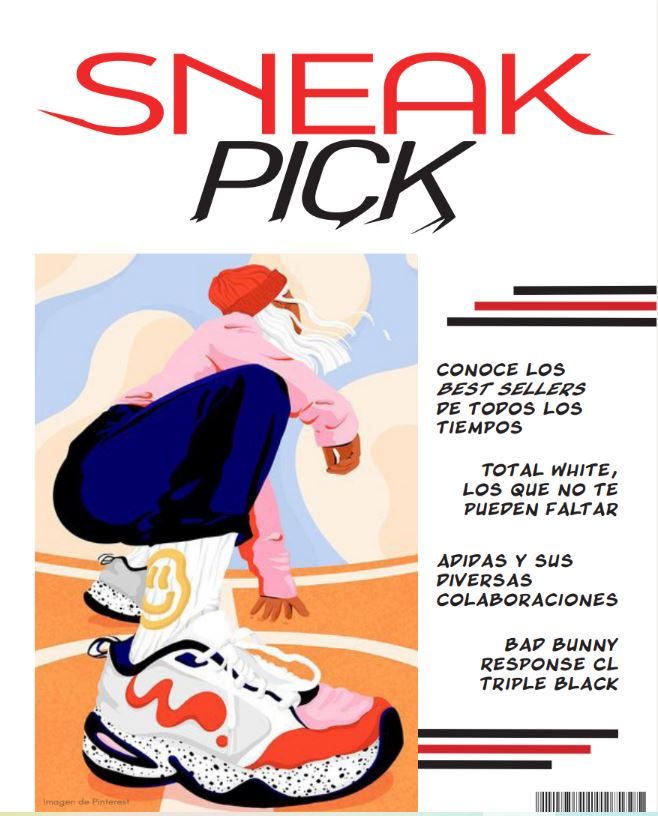 SNEAK
PICK
CONOCE LOS
BEST SELLERS
DE TODOS LOS
TIEMPOS
TOTAL WHITE,
LOS QUE NO TE
PUEDEN FALTAR
ADIDAS Y SUS
DIVERSAS
COLABORACIONES
BAD BUNNY
RESPONSE CL
TRIPLE BLACK
Imagen de Pinterest